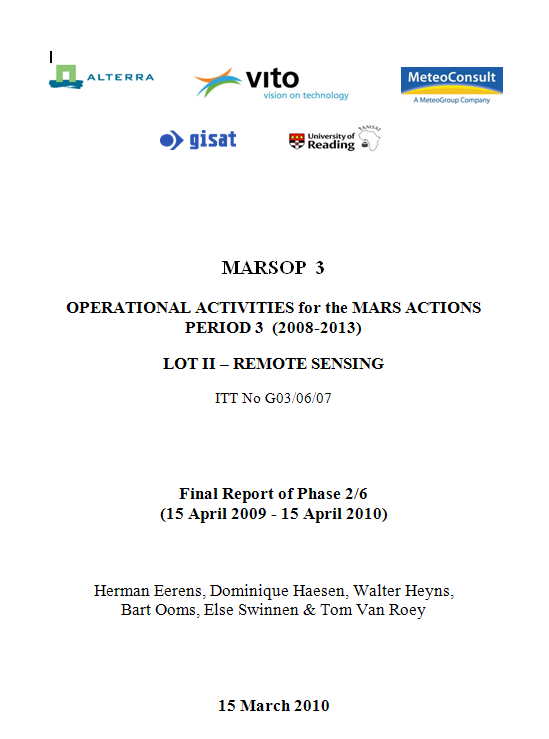 ALTERRA
vito
vision on technology
MeteoConsult
A MeteoGroup Company
gisat
University of
Reading
TAMSAT
MARSOP 3
OPERATIONAL ACTIVITIES for the MARS ACTIONS
PERIOD 3 (2008-2013)
LOT II – REMOTE SENSING
ITT No G03/06/07
Final Report of Phase 2/6
(15 April 2009 - 15 April 2010)
Herman Eerens, Dominique Haesen, Walter Heyns,
Bart Ooms, Else Swinnen & Tom Van Roey
15 March 2010